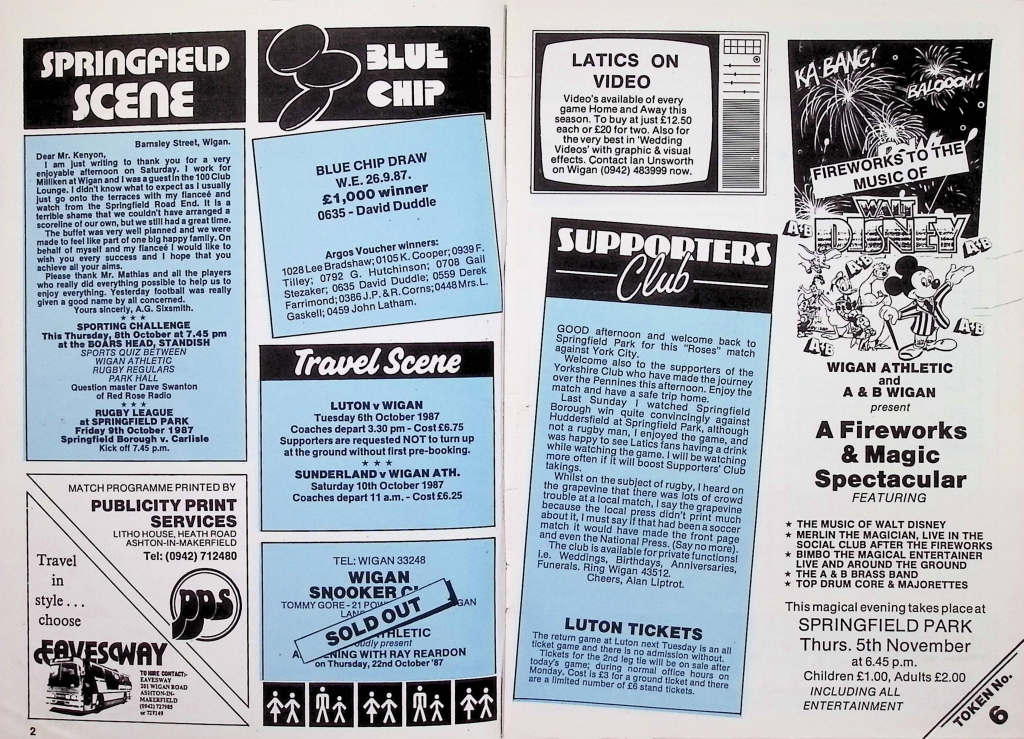 SPRINGFIELD
SCENE
Barnsley Street, Wigan.
Dear Mr. Kenyon,
I am just writing to thank you for a very
enjoyable afternoon on Saturday. I work for
Milliken at Wigan and I was a guest in the 100 Club
Lounge. I didn't know what to expect as I usually
just go onto the terraces with my fianceé and
watch from the Springfield Road End. It is a
terrible shame that we couldn't have arranged a
scoreline of our own, but we still had a great time.
The buffet was very well planned and we were
made to feel like part of one big happy family. On
behalf of myself and my fianceé I would like to
wish you every success and I hope that you
achieve all your aims.
Please thank Mr. Mathias and all the players
who really did everything possible to help us to
enjoy everything. Yesterday football was really
given a good name by all concerned.
Yours sincerly, A.G. Sixsmith.
★ ★ ★
SPORTING CHALLENGE
This Thursday, 8th October at 7.45 pm
at the BOARS HEAD, STANDISH
SPORTS QUIZ BETWEEN
WIGAN ATHLETIC
RUGBY REGULARS
PARK HALL
Question master Dave Swanton
of Red Rose Radio
★ ★ ★
RUGBY LEAGUE
at SPRINGFIELD PARK
Friday 9th October 1987
Springfield Borough v. Carlisle
Kick off 7.45 p.m.
MATCH PROGRAMME PRINTED BY
PUBLICITY PRINT
SERVICES
LITHO HOUSE, HEATH ROAD
ASHTON-IN-MAKERFIELD
Tel: (0942) 712480
pps
Travel
in
style . . .
choose
EAVESWAY
TO HIRE CONTACT:-
EAVESWAY
201 WIGAN ROAD
ASHTON-IN-
MAKERFIELD
(0942) 727985
or 727149
2
BLUE
CHIP
BLUE CHIP DRAW
W.E. 26.9.87.
£1,000 winner
0635 - David Duddle
Argos Voucher winners:
1028 Lee Bradshaw; 0105 K. Cooper; 0939 F.
Tilley; 0792 G. Hutchinson; 0708 Gail
Stezaker; 0635 David Duddle; 0559 Derek
Farrimond; 0386 J.P. & R. Corns; 0448 Mrs. L.
Gaskell; 0459 John Latham.
Travel Scene
LUTON v WIGAN
Tuesday 6th October 1987
Coaches depart 3.30 pm - Cost £6.75
Supporters are requested NOT to turn up
at the ground without first pre-booking.
★ ★ ★
SUNDERLAND v WIGAN ATH.
Saturday 10th October 1987
Coaches depart 11 a.m. - Cost £6.25
TEL: WIGAN 33248
WIGAN
SNOOKER
TOMMY GORE - 21
SOLD OUT
present
WITH RAY REARDON
on Thursday, 22nd October '87
LATICS ON
VIDEO
Video's available of every
game Home and Away this
season. To buy at just £12.50
each or £20 for two. Also for
the very best in 'Wedding
Videos' with graphic & visual
effects. Contact Ian Unsworth
on Wigan (0942) 483999 now.
SUPPORTERS
Club
GOOD afternoon and welcome back to
Springfield Park for this "Roses" match
against York City.
Welcome also to the supporters of the
Yorkshire Club who have made the journey
over the Pennines this afternoon. Enjoy the
match and have a safe trip home.
Last Sunday I watched Springfield
Borough win quite convincingly against
Huddersfield at Springfield Park, although
not a rugby man, I enjoyed the game, and
was happy to see Latics fans having a drink
while watching the game. I will be watching
more often if it will boost Supporters' Club
takings.
Whilst on the subject of rugby, I heard on
the grapevine that there was lots of crowd
trouble at a local match, I say the grapevine
because the local press didn't print much
about it, I must say if that had been a soccer
match it would have made the front page
and even the National Press, (Say no more).
The club is available for private functions!
i.e. Weddings, Birthdays, Anniversaries,
Funerals. Ring Wigan 43512.
Cheers, Alan Liptrot.
LUTON TICKETS
The return game at Luton next Tuesday is an all
ticket game and there is no admission without.
Tickets for the 2nd leg tie will be on sale after
today's game; during normal office hours on
Monday. Cost is £3 for a ground ticket and there
are a limited number of £6 stand tickets.
KA-BANG!
BALOOOM!
FIREWORKS TO THE
MUSIC OF
WALT
DISNEY
A&B
A&B
A&B
A&B
A&B
WIGAN ATHLETIC
and
A & B WIGAN
present
A Fireworks
& Magic
Spectacular
FEATURING
★ THE MUSIC OF WALT DISNEY
★ MERLIN THE MAGICIAN, LIVE IN THE
SOCIAL CLUB AFTER THE FIREWORKS
★ BIMBO THE MAGICAL ENTERTAINER
LIVE AND AROUND THE GROUND
★ THE A & B BRASS BAND
★ TOP DRUM CORE & MAJORETTES
This magical evening takes place at
SPRINGFIELD PARK
Thurs. 5th November
at 6.45 p.m.
Children £1.00, Adults £2.00
INCLUDING ALL
ENTERTAINMENT
TOKEN No.
6